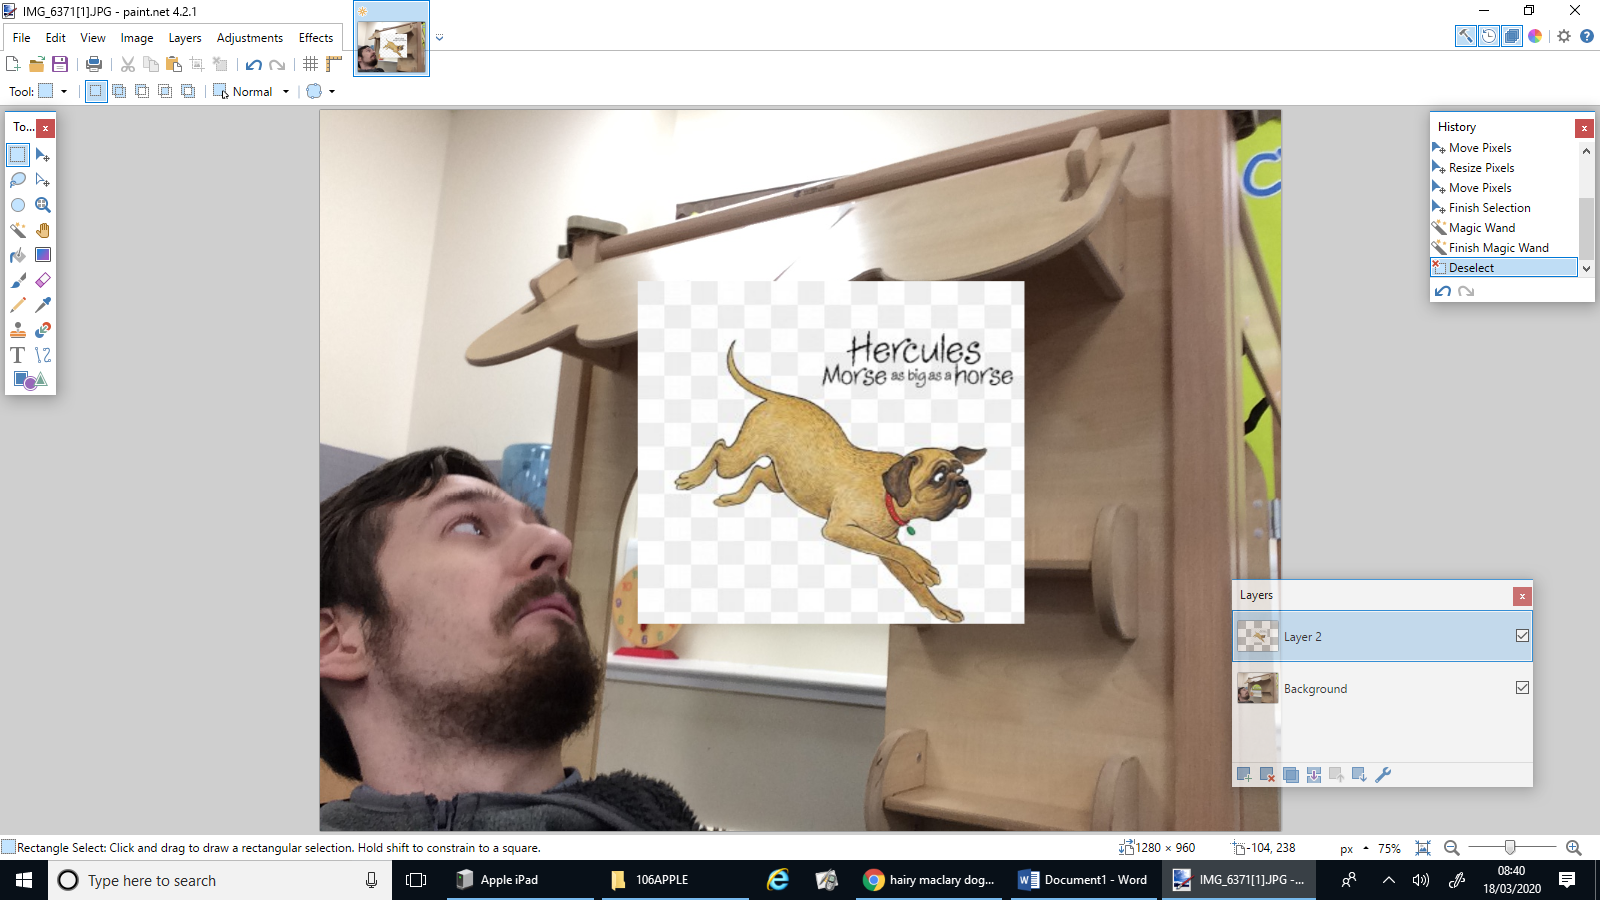 IMG_6371[1].JPG - paint.net 4.2.1
File Edit View Image Layers Adjustments Effects
Tool: Normal
To...
History
Move Pixels
Resize Pixels
Move Pixels
Finish Selection
Magic Wand
Finish Magic Wand
Deselect
Hercules
Morse as big as a horse
Layers
Layer 2
Background
Rectangle Select: Click and drag to draw a rectangular selection. Hold shift to constrain to a square.
1280 × 960
-104, 238
px
75%
Type here to search
Apple iPad
106APPLE
hairy maclary dog...
Document1 - Word
IMG_6371[1].JPG -...
08:40
18/03/2020